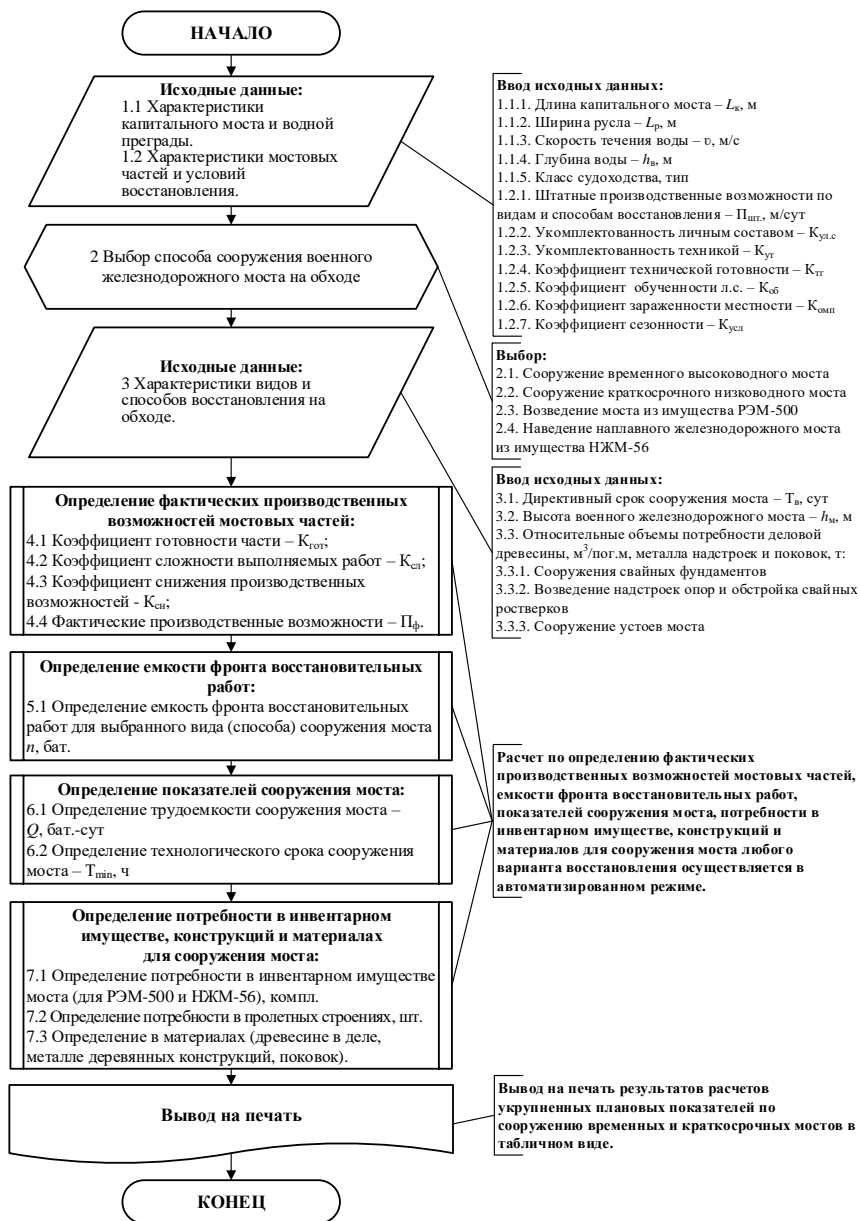 НАЧАЛО
Исходные данные:
1.1 Характеристики
капитального моста и водной
преграды.
1.2 Характеристики мостовых
частей и условий
восстановления.
2 Выбор способа сооружения военного
железнодорожного моста на обходе
Исходные данные:
3 Характеристики видов и
способов восстановления на
обходе.
Определение фактических производственных
возможностей мостовых частей:
4.1 Коэффициент готовности части – Кгот;
4.2 Коэффициент сложности выполняемых работ – Ксл;
4.3 Коэффициент снижения производственных
возможностей - Ксн;
4.4 Фактические производственные возможности – Пф.
Определение емкости фронта восстановительных
работ:
5.1 Определение емкость фронта восстановительных
работ для выбранного вида (способа) сооружения моста
n, бат.
Определение показателей сооружения моста:
6.1 Определение трудоемкости сооружения моста –
Q, бат.-сут
6.2 Определение технологического срока сооружения
моста – Tmin, ч
Определение потребности в инвентарном
имуществе, конструкций и материалах
для сооружения моста:
7.1 Определение потребности в инвентарном имуществе
моста (для РЭМ-500 и НЖМ-56), компл.
7.2 Определение потребности в пролетных строениях, шт.
7.3 Определение в материалах (древесине в деле,
металле деревянных конструкций, поковок).
Вывод на печать
КОНЕЦ
Ввод исходных данных:
1.1.1. Длина капитального моста – Lк, м
1.1.2. Ширина русла – Lр, м
1.1.3. Скорость течения воды – υ, м/с
1.1.4. Глубина воды – hв, м
1.1.5. Класс судоходства, тип
1.2.1. Штатные производственные возможности по
видам и способам восстановления – Пшт., м/сут
1.2.2. Укомплектованность личным составом – Кул.с
1.2.3. Укомплектованность техникой – Кут
1.2.4. Коэффициент технической готовности – Ктг
1.2.5. Коэффициент обученности л.с. – Коб
1.2.6. Коэффициент зараженности местности – Комп
1.2.7. Коэффициент сезонности – Кусл
Выбор:
2.1. Сооружение временного высоководного моста
2.2. Сооружение краткосрочного низководного моста
2.3. Возведение моста из имущества РЭМ-500
2.4. Наведение наплавного железнодорожного моста
из имущества НЖМ-56
Ввод исходных данных:
3.1. Директивный срок сооружения моста – Тв, сут
3.2. Высота военного железнодорожного моста – hм, м
3.3. Относительные объемы потребности деловой
древесины, м³/пог.м, металла надстроек и поковок, т:
3.3.1. Сооружения свайных фундаментов
3.3.2. Возведение надстроек опор и обстройка свайных
ростверков
3.3.3. Сооружение устоев моста
Расчет по определению фактических
производственных возможностей мостовых частей,
емкости фронта восстановительных работ,
показателей сооружения моста, потребности в
инвентарном имуществе, конструкций и
материалов для сооружения моста любого
варианта восстановления осуществляется в
автоматизированном режиме.
Вывод на печать результатов расчетов
укрупненных плановых показателей по
сооружению временных и краткосрочных мостов в
табличном виде.